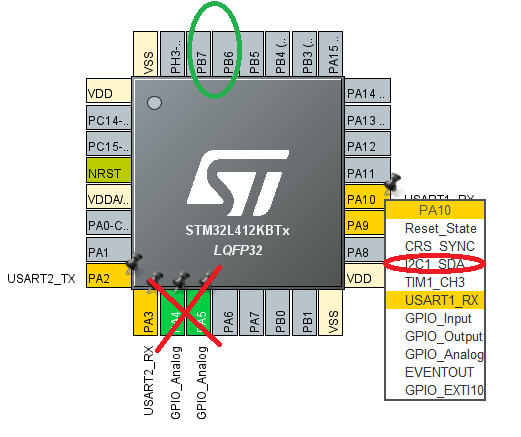 VSS
PH3-..
PB7
PB6
PB5
PB4 (..
PB3 (..
PA15 ..
VDD
PC14-..
PC15-..
NRST
VDDA/..
PA0-C..
PA1
USART2_TX
PA2
ST
STM32L412KBTx
LQFP32
PA14 ..
PA13 ..
PA12
PA11
PA10
USART1_RX
PA9
PA8
VDD
PA10
Reset_State
CRS_SYNC
I2C1_SDA
TIM1_CH3
USART1_RX
GPIO_Input
GPIO_Output
GPIO_Analog
EVENTOUT
GPIO_EXTI10
PA3
PA4
PA5
PA6
PA7
PB0
PB1
VSS
USART2_RX
GPIO_Analog
GPIO_Analog